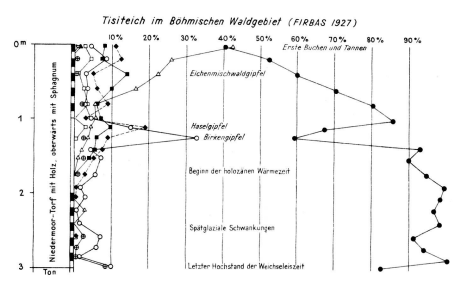 Tisiteich im Böhmischen Waldgebiet (FIRBAS 1927)
10% 20% 30% 40% 50% 60% 70% 80% 90%
0m
Erste Buchen und Tannen
Eichenmischwaldgipfel
1
Haselgipfel
Birkengipfel
Beginn der holozänen Wärmezeit
2
Spätglaziale Schwankungen
3
Letzter Hochstand der Weichseleiszeit
Ton
Niedermoor-Torf mit Holz, oberwärts mit Sphagnum